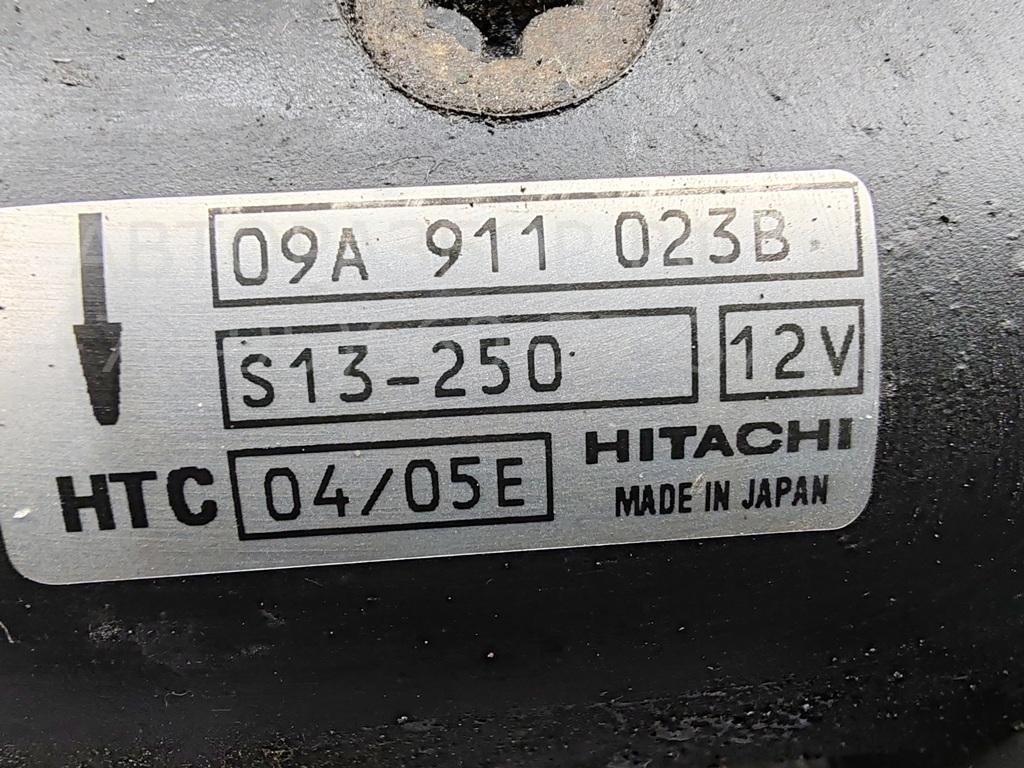 09A 911 023B
S13-250 12V
HTC 04/05E HITACHI
MADE IN JAPAN